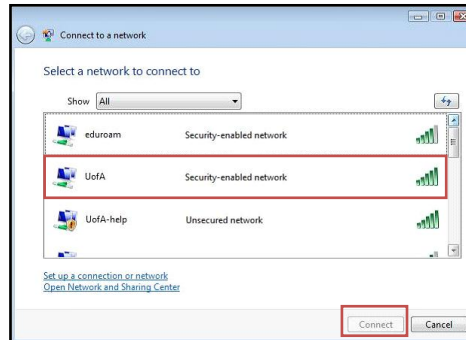 Connect to a network
Select a network to connect to
Show All
eduroam Security-enabled network
UofA Security-enabled network
UofA-help Unsecured network
Set up a connection or network
Open Network and Sharing Center
Connect Cancel